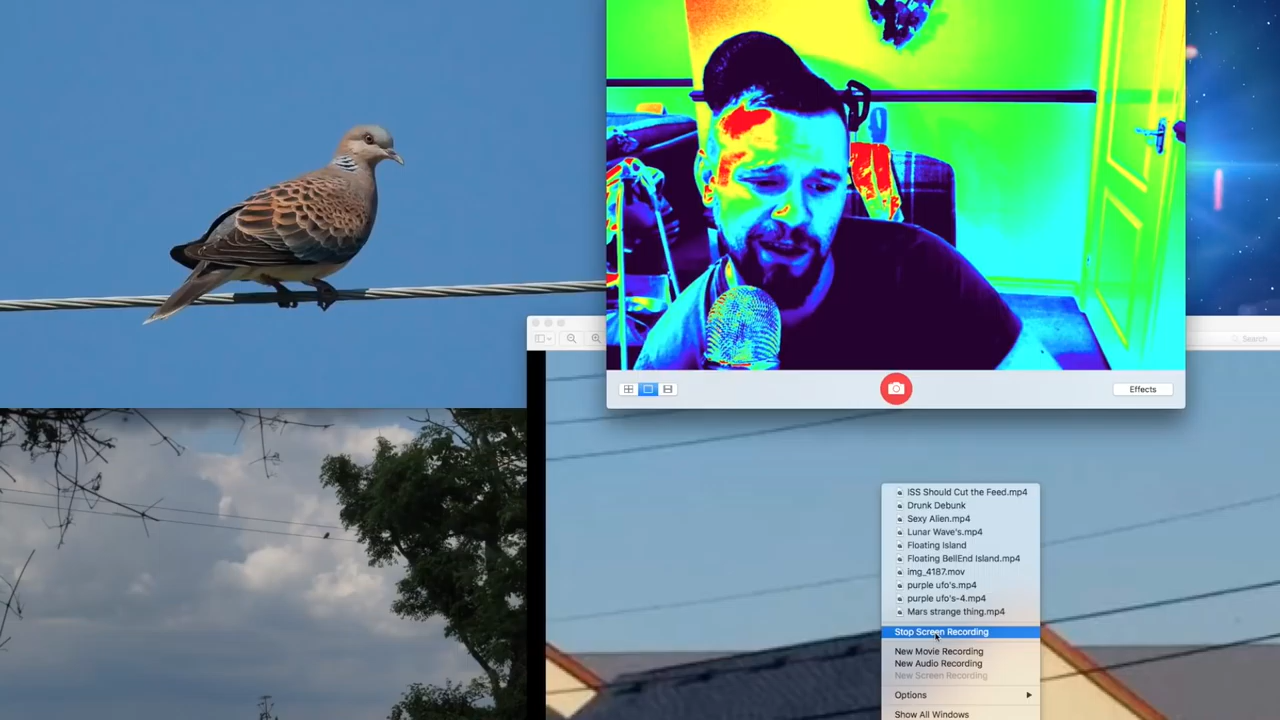 Search
Effects
ISS Should Cut the Feed.mp4
Drunk Debunk
Sexy Alien.mp4
Lunar Wave's.mp4
Floating Island
Floating BellEnd Island.mp4
img_4187.mov
purple ufo's.mp4
purple ufo's-4.mp4
Mars strange thing.mp4
Stop Screen Recording
New Movie Recording
New Audio Recording
New Screen Recording
Options
Show All Windows